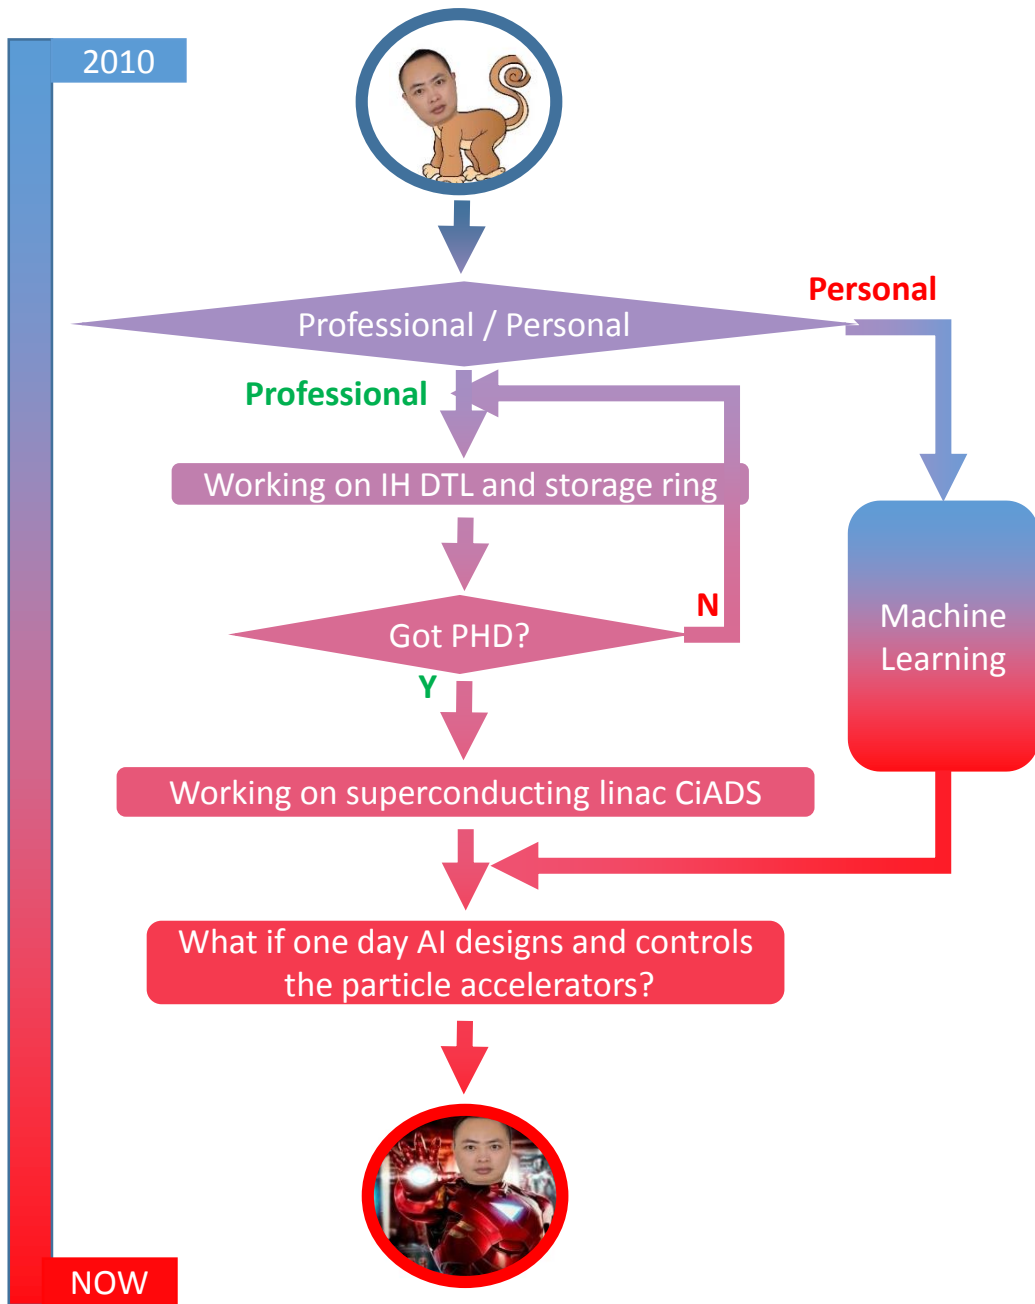 2010
Personal
Professional / Personal
Professional
Working on IH DTL and storage ring
N
Got PHD?
Machine
Learning
Y
Working on superconducting linac CiADS
What if one day AI designs and controls
the particle accelerators?
NOW